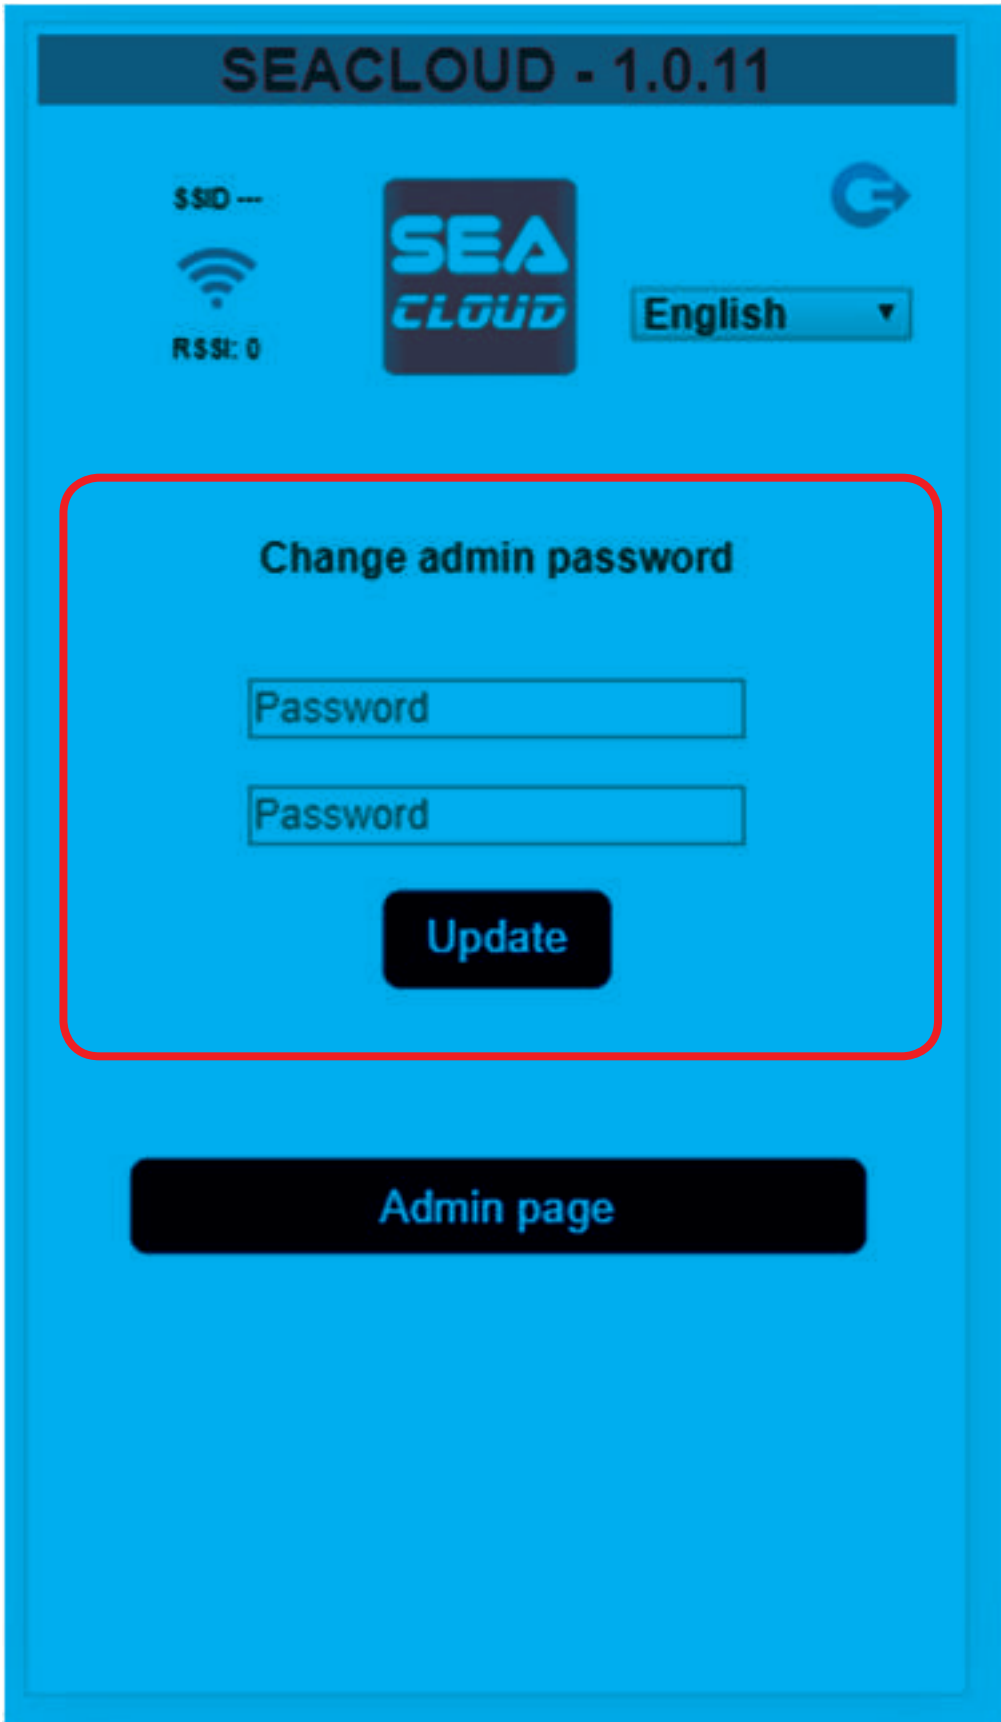 SEACLOUD - 1.0.11
SSID ---
SEA
CLOUD
English
RSSI: 0
Change admin password
Password
Password
Update
Admin page